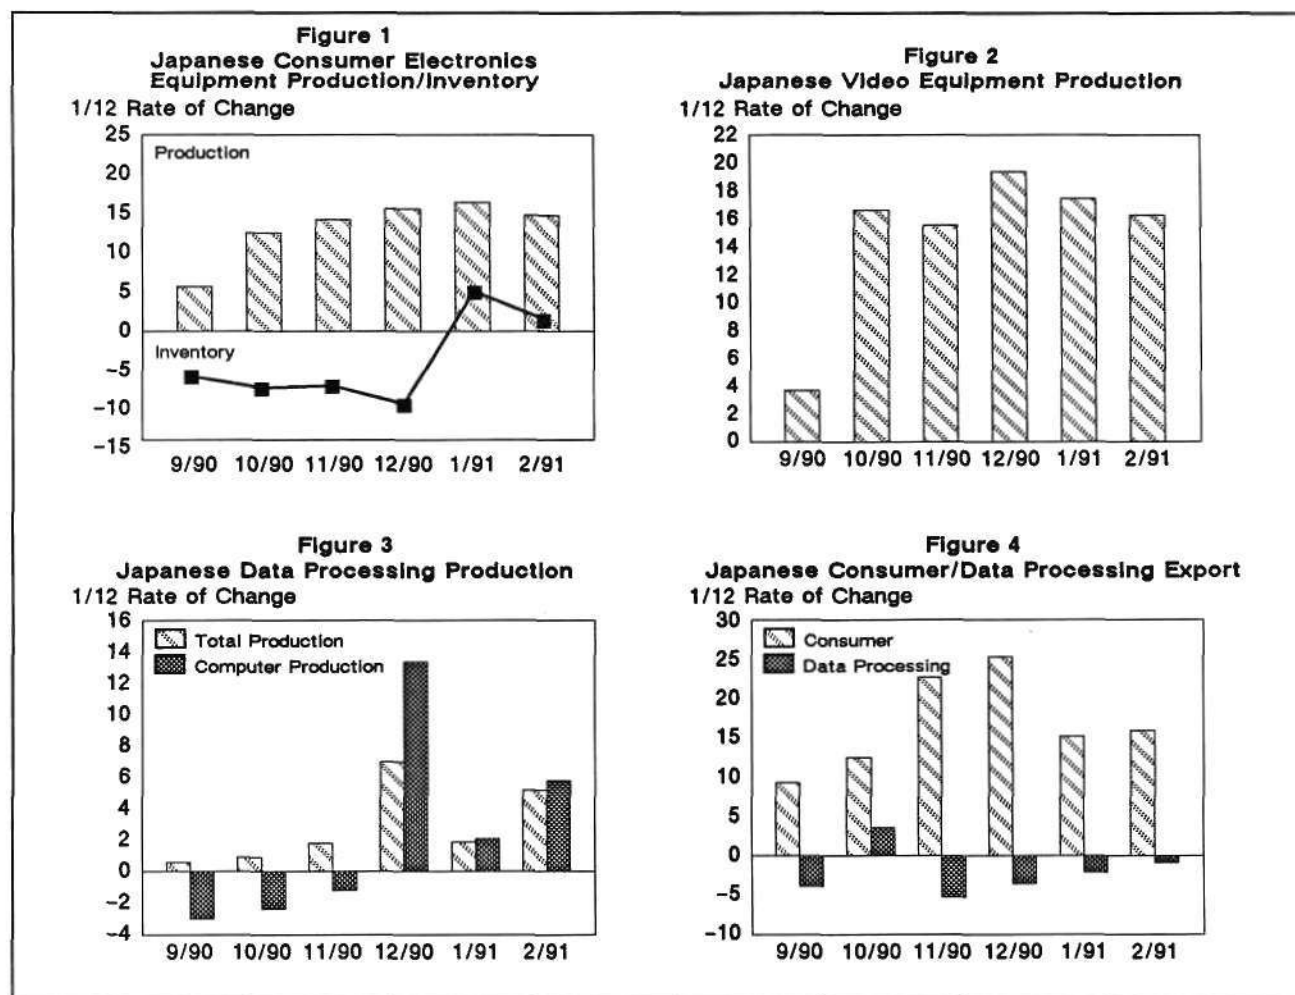 Figure 1
Japanese Consumer Electronics
Equipment Production/Inventory
1/12 Rate of Change
25
20
15
10
5
0
-5
-10
-15
Production
Inventory
9/90 10/90 11/90 12/90 1/91 2/91
Figure 2
Japanese Video Equipment Production
1/12 Rate of Change
22
20
18
16
14
12
10
8
6
4
2
0
9/90 10/90 11/90 12/90 1/91 2/91
Figure 3
Japanese Data Processing Production
1/12 Rate of Change
16
14
12
10
8
6
4
2
0
-2
-4
Total Production
Computer Production
9/90 10/90 11/90 12/90 1/91 2/91
Figure 4
Japanese Consumer/Data Processing Export
1/12 Rate of Change
30
25
20
15
10
5
0
-5
-10
Consumer
Data Processing
9/90 10/90 11/90 12/90 1/91 2/91